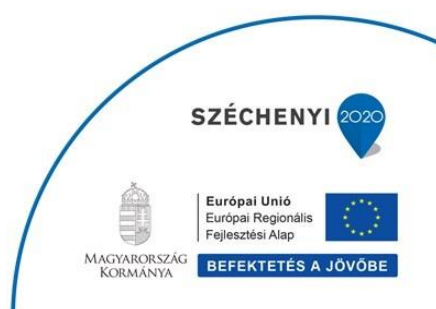 SZÉCHENYI 2020
Európai Unió
Európai Regionális
Fejlesztési Alap
MAGYARORSZÁG
KORMÁNYA
BEFEKTETÉS A JÖVŐBE